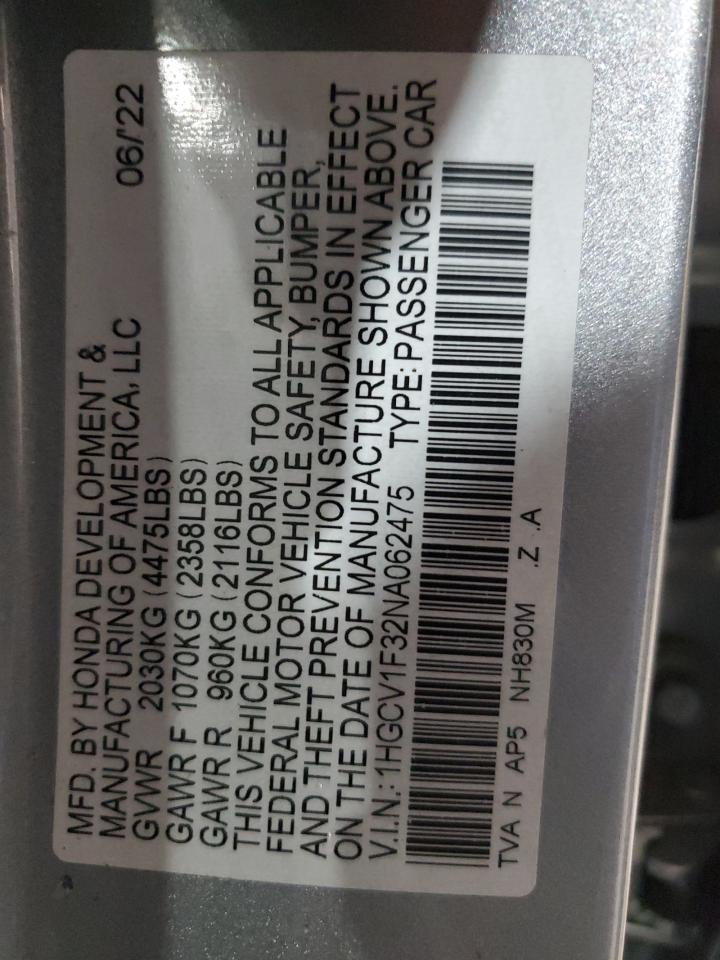 MFD. BY HONDA DEVELOPMENT &
MANUFACTURING OF AMERICA, LLC 06/'22
GVWR 2030KG (4475LBS)
GAWR F 1070KG (2358LBS)
GAWR R 960KG (2116LBS)
THIS VEHICLE CONFORMS TO ALL APPLICABLE
FEDERAL MOTOR VEHICLE SAFETY, BUMPER,
AND THEFT PREVENTION STANDARDS IN EFFECT
ON THE DATE OF MANUFACTURE SHOWN ABOVE.
V.I.N.: 1HGCV1F32NA062475 TYPE: PASSENGER CAR
TVA N AP5 NH830M .Z .A